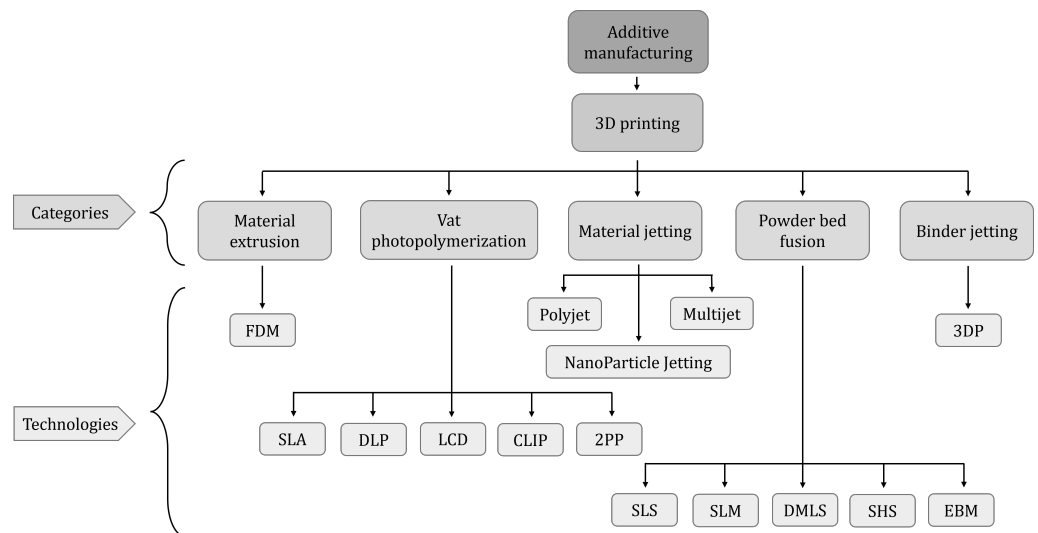 Additive
manufacturing
3D printing
Categories
Material
extrusion
Vat
photopolymerization
Material jetting
Powder bed
fusion
Binder jetting
FDM
Polyjet
Multijet
3DP
NanoParticle Jetting
Technologies
SLA
DLP
LCD
CLIP
2PP
SLS
SLM
DMLS
SHS
EBM